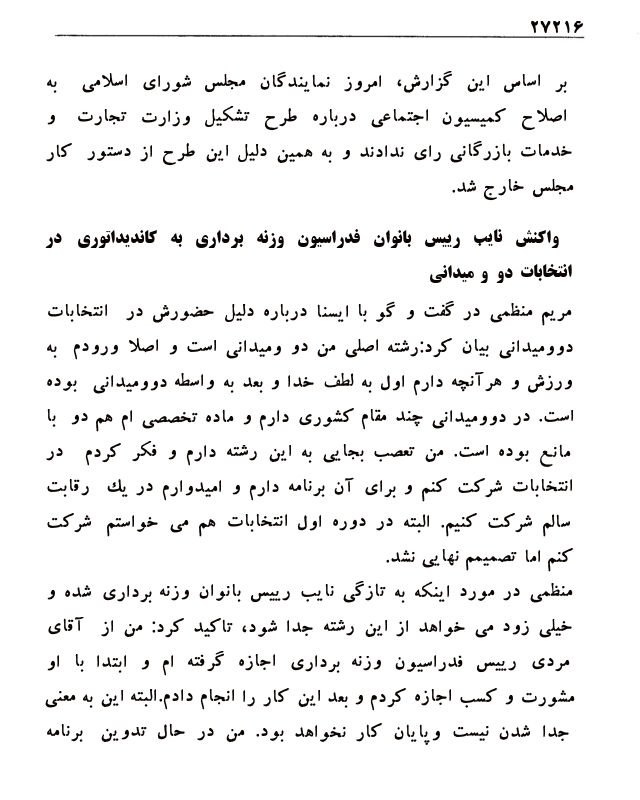 ۲۷۲۱۶
بر اساس این گزارش، امروز نمایندگان مجلس شورای اسلامی به
اصلاح کمیسیون اجتماعی درباره طرح تشکیل وزارت تجارت و
خدمات بازرگانی رای ندادند و به همین دلیل این طرح از دستور کار
مجلس خارج شد.
واکنش نایب رییس بانوان فدراسیون وزنه برداری به کاندیداتوری در
انتخابات دو و میدانی
مریم منظمی در گفت و گو با ایسنا درباره دلیل حضورش در انتخابات
دوومیدانی بیان کرد:رشته اصلی من دو ومیدانی است و اصلا ورودم به
ورزش و هرآنچه دارم اول به لطف خدا و بعد به واسطه دوومیدانی بوده
است. در دوومیدانی چند مقام کشوری دارم و ماده تخصصی ام هم دو با
مانع بوده است. من تعصب بجایی به این رشته دارم و فکر کردم در
انتخابات شرکت کنم و برای آن برنامه دارم و امیدوارم در یك رقابت
سالم شرکت کنیم. البته در دوره اول انتخابات هم می خواستم شرکت
کنم اما تصمیمم نهایی نشد.
منظمی در مورد اینکه به تازگی نایب رییس بانوان وزنه برداری شده و
خیلی زود می خواهد از این رشته جدا شود، تاکید کرد: من از آقای
مردی رییس فدراسیون وزنه برداری اجازه گرفته ام و ابتدا با او
مشورت و کسب اجازه کردم و بعد این کار را انجام دادم.البته این به معنی
جدا شدن نیست وپایان کار نخواهد بود. من در حال تدوین برنامه